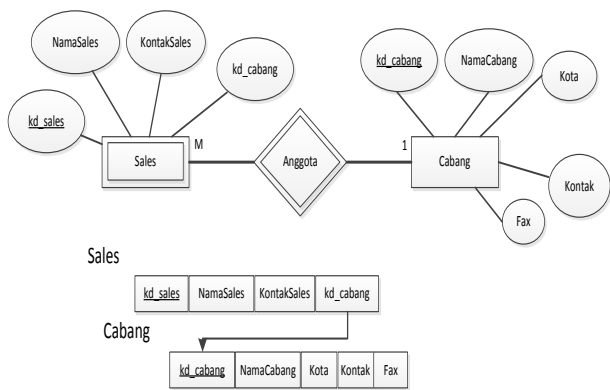 NamaSales
KontakSales
kd_cabang
kd_sales
Sales
M
Anggota
1
Cabang
kd_cabang
NamaCabang
Kota
Kontak
Fax
Sales
kd_sales NamaSales KontakSales kd_cabang
Cabang
kd_cabang NamaCabang Kota Kontak Fax